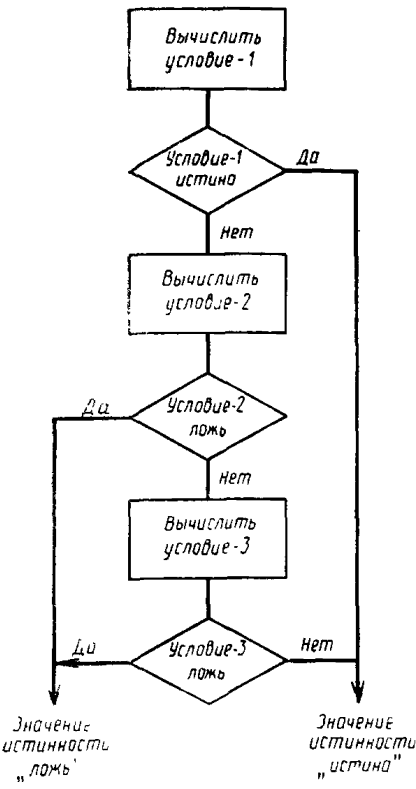 Вычислить
условие-1
Условие-1
истина
Да
Нет
Вычислить
условие-2
Условие-2
ложь
Да
Нет
Вычислить
условие-3
Условие-3
ложь
Да
Нет
Значение
истинности
„ложь"
Значение
истинности
„истина"